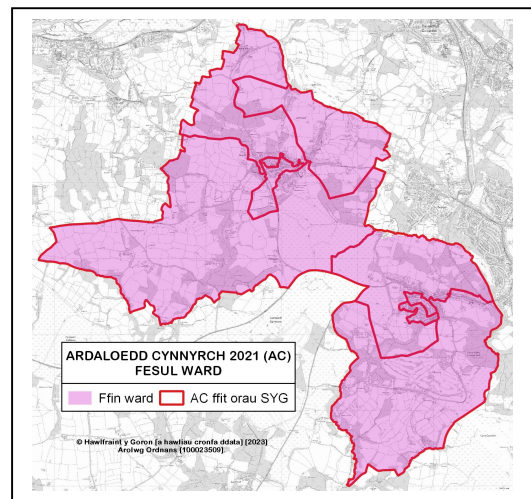 ARDALOEDD CYNNYRCH 2021 (AC)
FESUL WARD
Ffin ward
AC ffit orau SYG
© Hawlfraint y Goron [a hawliau cronfa ddata] [2023]
Arolwg Ordnans [100023509].